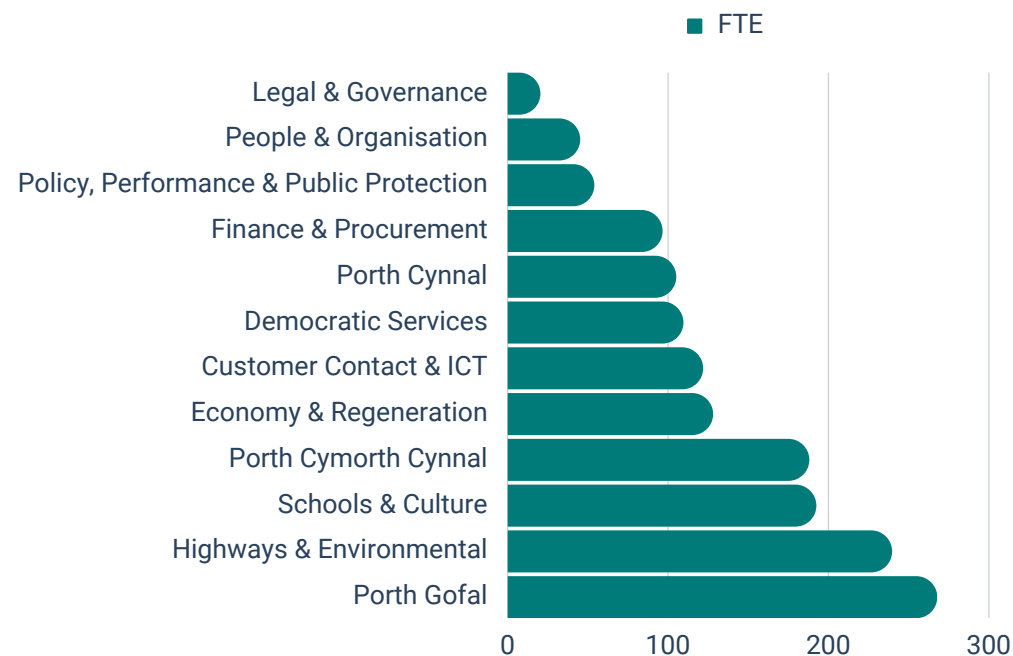 FTE
Legal & Governance
People & Organisation
Policy, Performance & Public Protection
Finance & Procurement
Porth Cynnal
Democratic Services
Customer Contact & ICT
Economy & Regeneration
Porth Cymorth Cynnal
Schools & Culture
Highways & Environmental
Porth Gofal
0 100 200 300